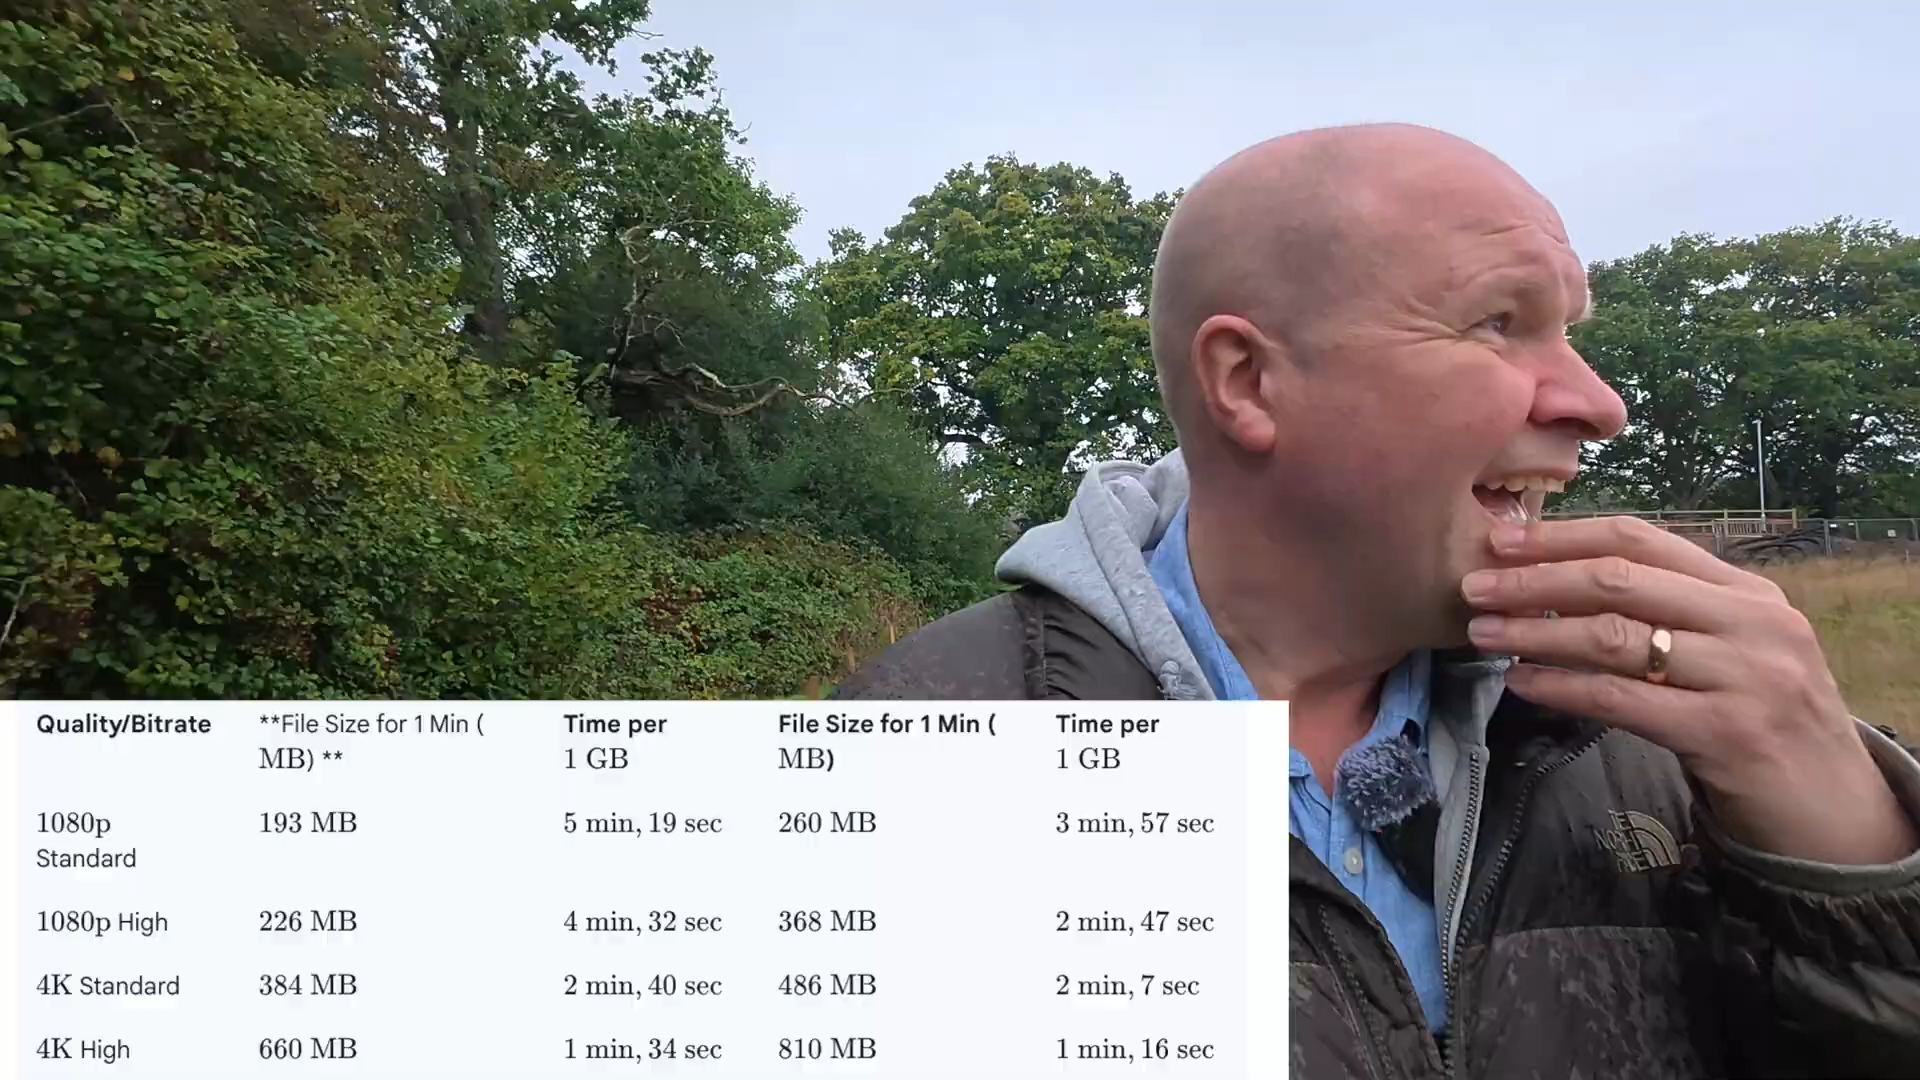 Quality/Bitrate **File Size for 1 Min ( Time per File Size for 1 Min ( Time per
MB) ** 1 GB MB) 1 GB
1080p 193 MB 5 min, 19 sec 260 MB 3 min, 57 sec
Standard
1080p High 226 MB 4 min, 32 sec 368 MB 2 min, 47 sec
4K Standard 384 MB 2 min, 40 sec 486 MB 2 min, 7 sec
4K High 660 MB 1 min, 34 sec 810 MB 1 min, 16 sec
THE
NORTH
FACE